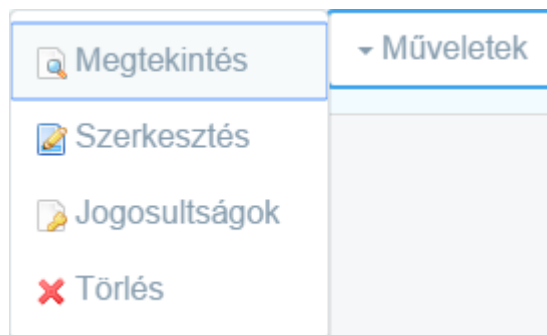 Megtekintés
Műveletek
Szerkesztés
Jogosultságok
Törlés